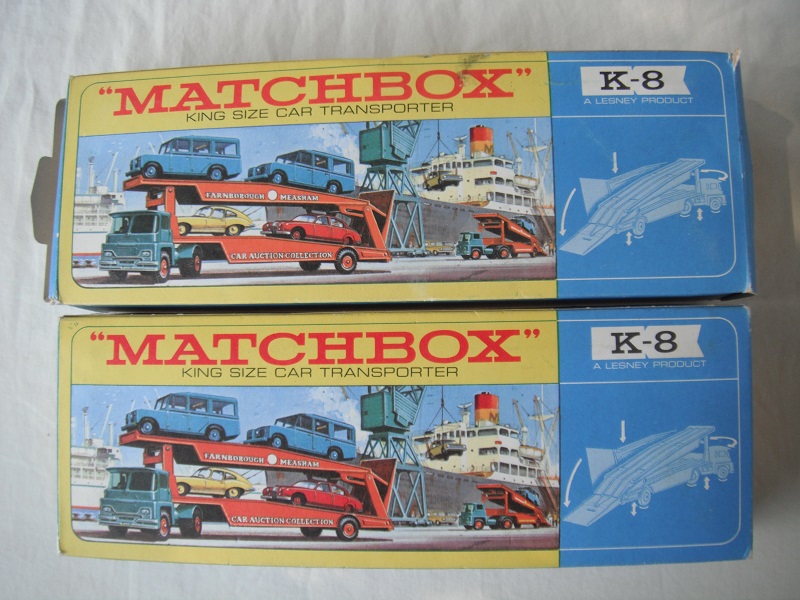 "MATCHBOX"
KING SIZE CAR TRANSPORTER
K-8
A LESNEY PRODUCT
FARNBOROUGH MEASHAM
CAR AUCTION COLLECTION
"MATCHBOX"
KING SIZE CAR TRANSPORTER
K-8
A LESNEY PRODUCT
M
FARNBOROUGH MEASHAM
CAR AUCTION COLLECTION